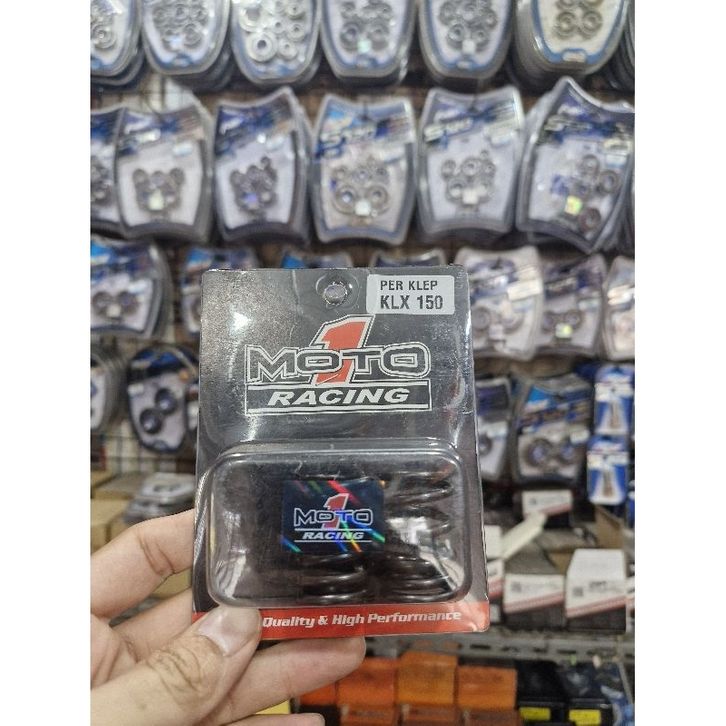 PER KLEP
KLX 150
MOTO 1
RACING
MOTO 1
RACING
Quality & High Performance